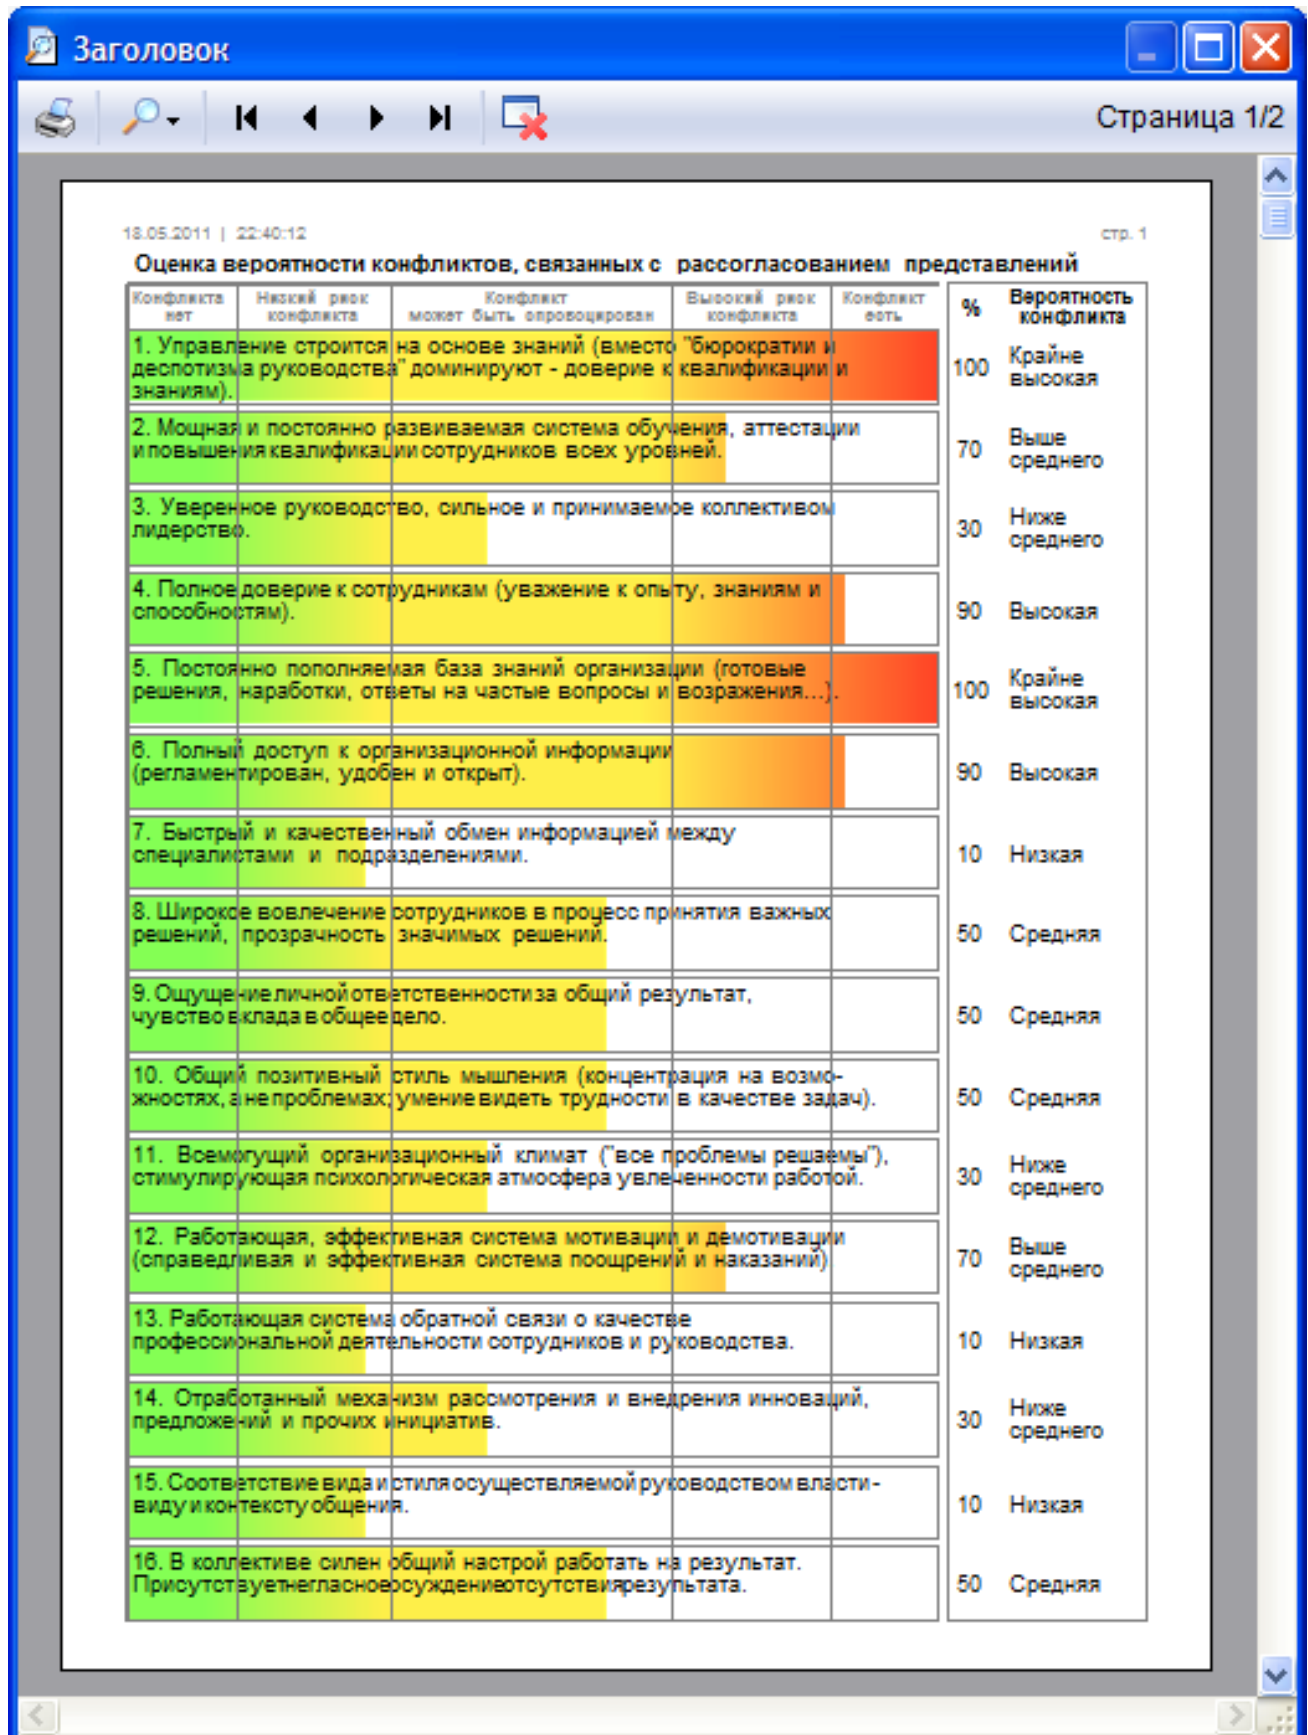 Заголовок
Страница 1/2
18.05.2011 | 22:40:12
стр. 1
Оценка вероятности конфликтов, связанных с рассогласованием представлений
Конфликта нет
Низкий риск конфликта
Конфликт может быть спровоцирован
Высокий риск конфликта
Конфликт есть
%
Вероятность конфликта
1. Управление строится на основе знаний (вместо "бюрократии и
деспотизма руководства" доминируют - доверие к квалификации и
знаниям).
100
Крайне
высокая
2. Мощная и постоянно развиваемая система обучения, аттестации
и повышения квалификации сотрудников всех уровней.
70
Выше
среднего
3. Уверенное руководство, сильное и принимаемое коллективом
лидерство.
30
Ниже
среднего
4. Полное доверие к сотрудникам (уважение к опыту, знаниям и
способностям).
90
Высокая
5. Постоянно пополняемая база знаний организации (готовые
решения, наработки, ответы на частые вопросы и возражения...).
100
Крайне
высокая
6. Полный доступ к организационной информации
(регламентирован, удобен и открыт).
90
Высокая
7. Быстрый и качественный обмен информацией между
специалистами и подразделениями.
10
Низкая
8. Широкое вовлечение сотрудников в процесс принятия важных
решений, прозрачность значимых решений.
50
Средняя
9. Ощущение личной ответственности за общий результат,
чувство вклада в общее дело.
50
Средняя
10. Общий позитивный стиль мышления (концентрация на возмо-
жностях, а не проблемах; умение видеть трудности в качестве задач).
50
Средняя
11. Всемогущий организационный климат ("все проблемы решаемы"),
стимулирующая психологическая атмосфера увлеченности работой.
30
Ниже
среднего
12. Работающая, эффективная система мотивации и демотивации
(справедливая и эффективная система поощрений и наказаний)
70
Выше
среднего
13. Работающая система обратной связи о качестве
профессиональной деятельности сотрудников и руководства.
10
Низкая
14. Отработанный механизм рассмотрения и внедрения инноваций,
предложений и прочих инициатив.
30
Ниже
среднего
15. Соответствие вида и стиля осуществляемой руководством власти -
виду и контексту общения.
10
Низкая
16. В коллективе силен общий настрой работать на результат.
Присутствует негласное осуждение отсутствия результата.
50
Средняя